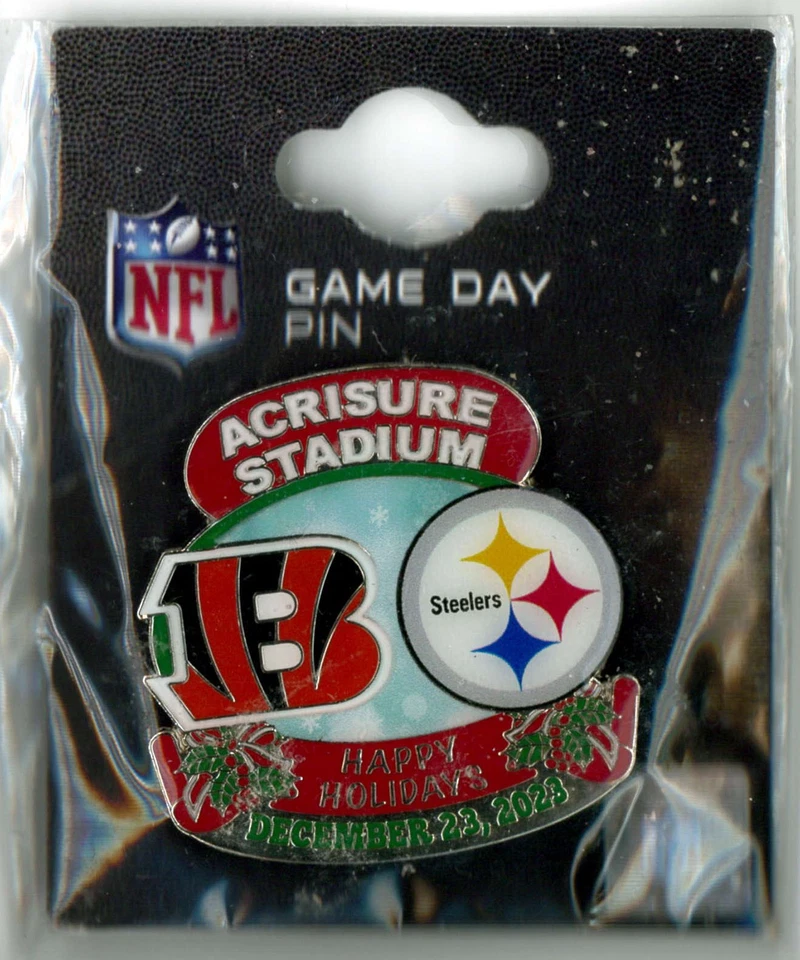 NFL
GAME DAY
PIN
ACRISURE
STADIUM
B
Steelers
HAPPY
HOLIDAYS
DECEMBER 23, 2023